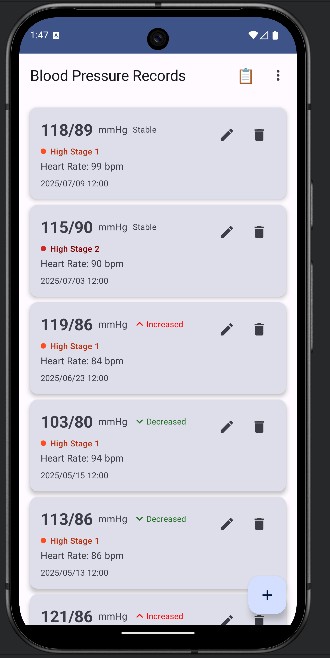 1:47
Blood Pressure Records
118/89 mmHg Stable
High Stage 1
Heart Rate: 99 bpm
2025/07/09 12:00
115/90 mmHg Stable
High Stage 2
Heart Rate: 90 bpm
2025/07/03 12:00
119/86 mmHg Increased
High Stage 1
Heart Rate: 84 bpm
2025/06/23 12:00
103/80 mmHg Decreased
High Stage 1
Heart Rate: 94 bpm
2025/05/15 12:00
113/86 mmHg Decreased
High Stage 1
Heart Rate: 86 bpm
2025/05/13 12:00
121/86 mmHg Increased